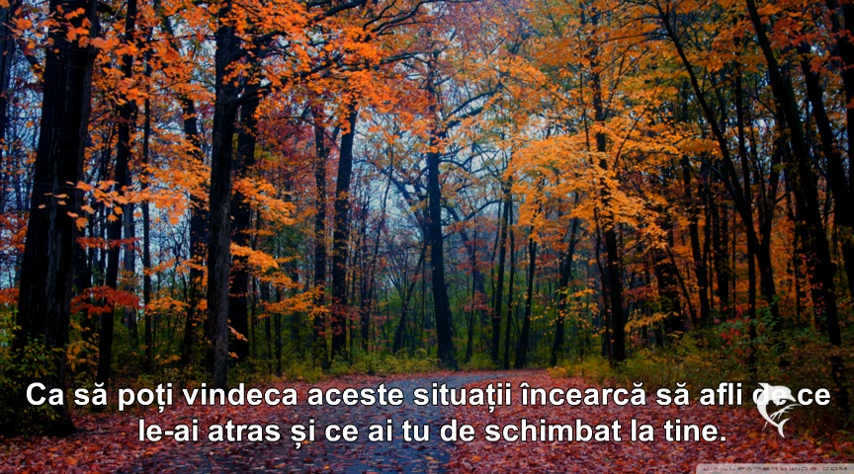 Ca să poți vindeca aceste situații încearcă să afli de ce
le-ai atras și ce ai tu de schimbat la tine.